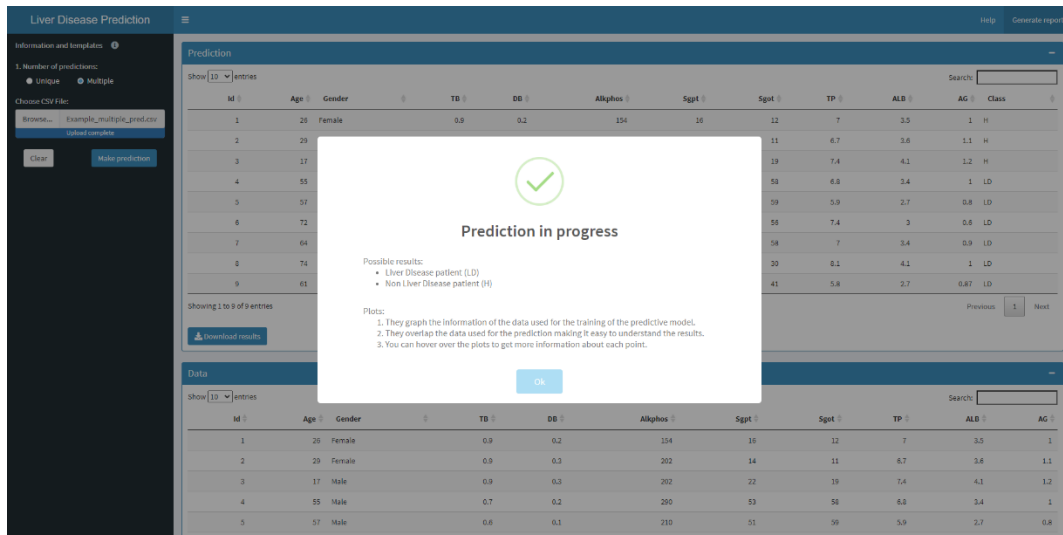 Liver Disease Prediction
Help Generate report
Information and templates
1. Number of predictions:
Unique Multiple
Choose CSV File:
Browse... Example_multiple_pred.csv
Upload complete
Clear Make prediction
Prediction
Show 10 entries Search:
Id Age Gender TB DB Alkphos Sgpt Sgot TP ALB AG Class
1 26 Female 0.9 0.2 154 16 12 7 3.5 1 H
2 29 11 6.7 3.6 1.1 H
3 17 19 7.4 4.1 1.2 H
4 55 58 6.8 3.4 1 LD
5 57 59 5.9 2.7 0.8 LD
6 72 7.4 3 LD
7 64 58 7 3.4 0.9 LD
8 74 30 8.1 4.1 1 LD
9 61 41 5.8 2.7 0.87 LD
Showing 1 to 9 of 9 entries
Previous 1 Next
Download results
Prediction in progress
Possible results:
• Liver Disease patient (LD)
• Non Liver Disease patient (H)
Plots:
1. They graph the information of the data used for the training of the predictive model.
2. They overlap the data used for the prediction making it easy to understand the results.
3. You can hover over the plots to get more information about each point.
Ok
Data
Show 10 entries Search:
Id Age Gender TB DB Alkphos Sgpt Sgot TP ALB AG
1 26 Female 0.9 0.2 154 16 12 7 3.5 1
2 29 Female 0.9 0.3 202 14 11 6.7 3.6 1.1
3 17 Male 0.9 0.3 202 22 19 7.4 4.1 1.2
4 55 Male 0.7 0.2 290 53 58 6.8 3.4 1
5 57 Male 0.6 0.1 210 51 59 5.9 2.7 0.8